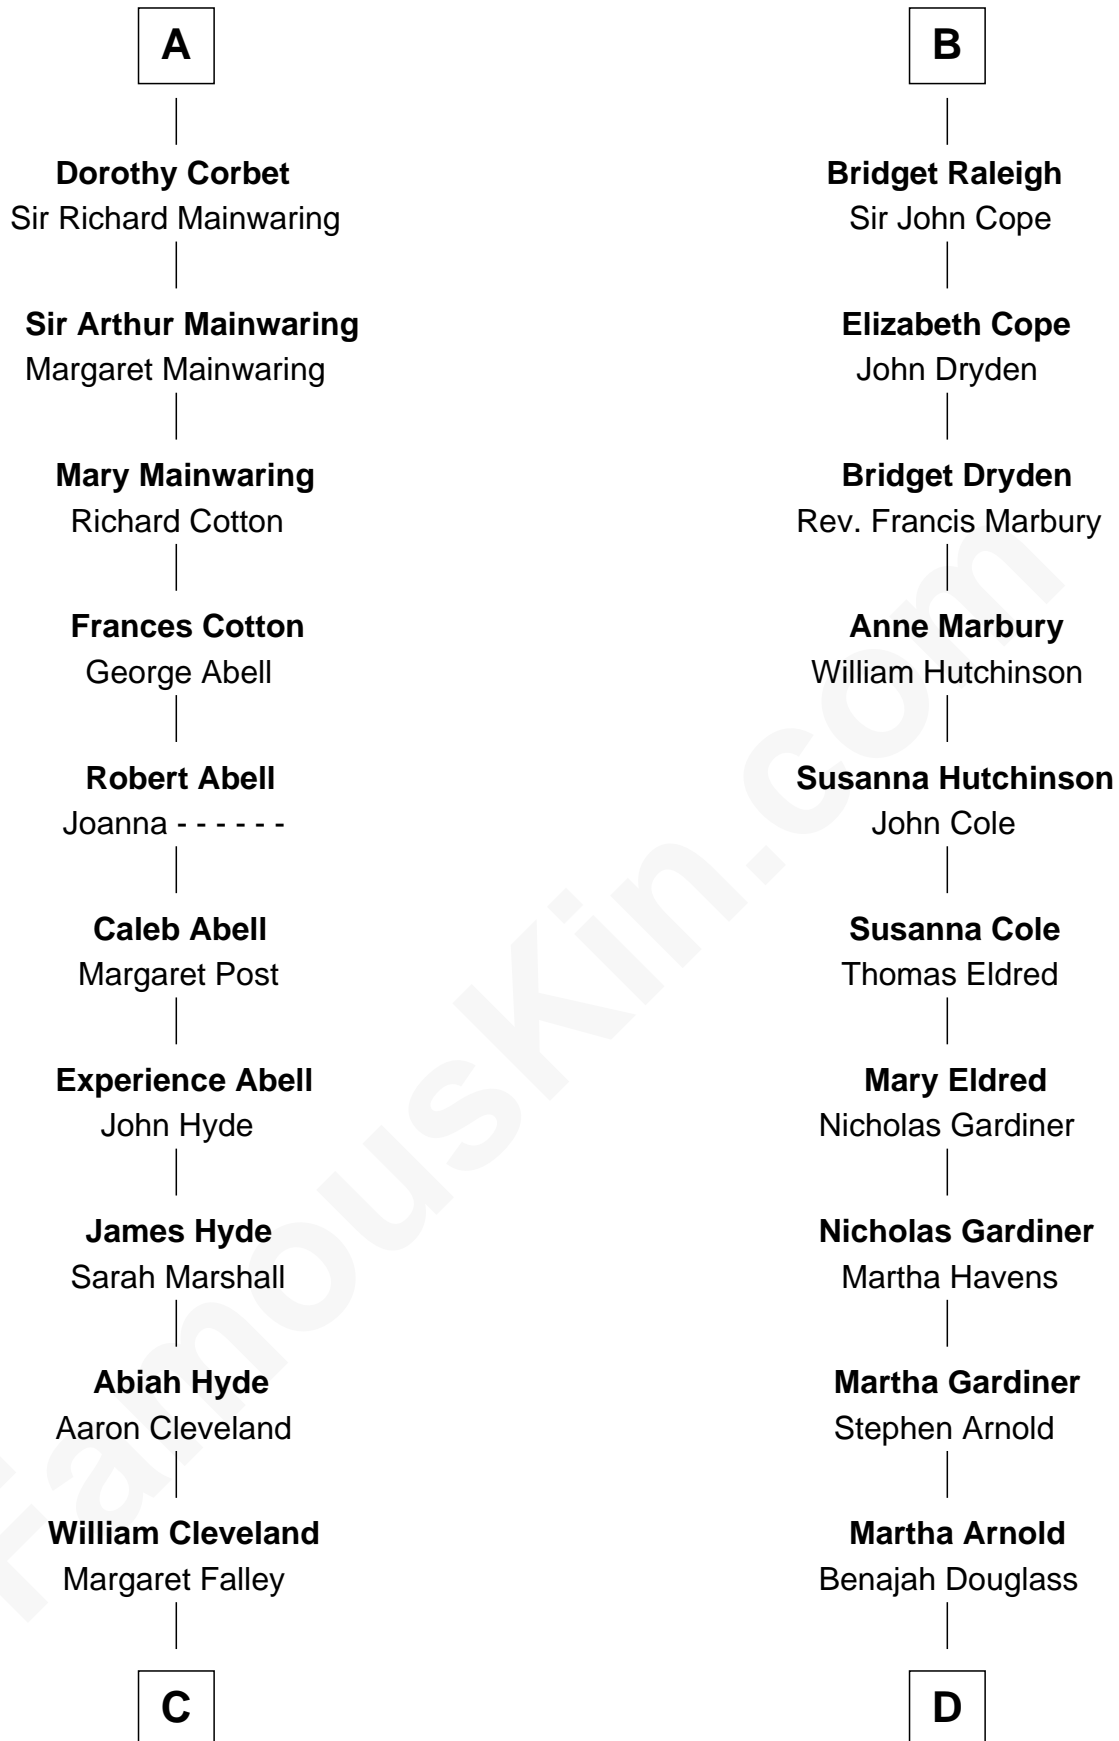 A
Dorothy Corbet
Sir Richard Mainwaring
Sir Arthur Mainwaring
Margaret Mainwaring
Mary Mainwaring
Richard Cotton
Frances Cotton
George Abell
Robert Abell
Joanna - - - - - -
Caleb Abell
Margaret Post
Experience Abell
John Hyde
James Hyde
Sarah Marshall
Abiah Hyde
Aaron Cleveland
William Cleveland
Margaret Falley
C
B
Bridget Raleigh
Sir John Cope
Elizabeth Cope
John Dryden
Bridget Dryden
Rev. Francis Marbury
Anne Marbury
William Hutchinson
Susanna Hutchinson
John Cole
Susanna Cole
Thomas Eldred
Mary Eldred
Nicholas Gardiner
Nicholas Gardiner
Martha Havens
Martha Gardiner
Stephen Arnold
Martha Arnold
Benajah Douglass
D
FamousKin.com